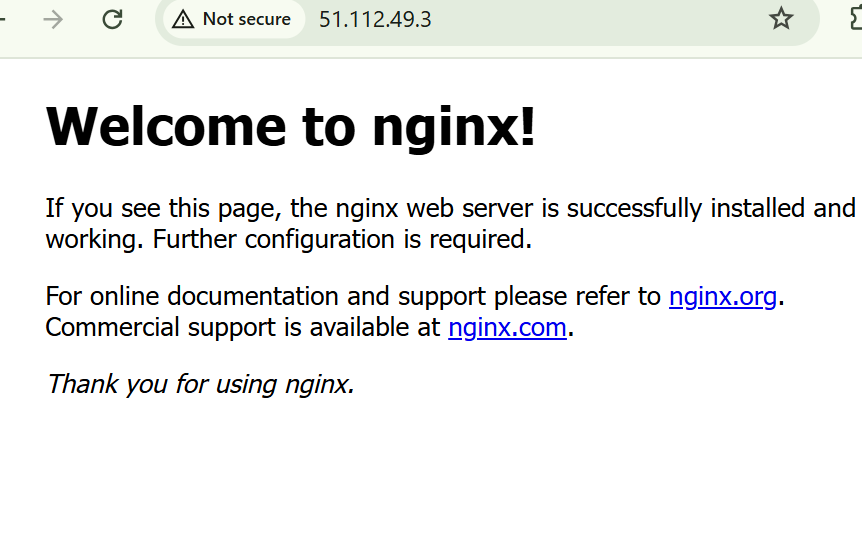 Not secure 51.112.49.3
Welcome to nginx!
If you see this page, the nginx web server is successfully installed and
working. Further configuration is required.
For online documentation and support please refer to nginx.org.
Commercial support is available at nginx.com.
Thank you for using nginx.